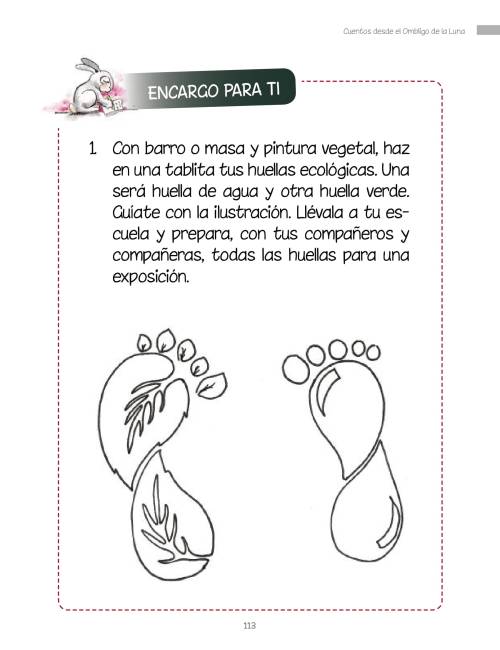 Cuentos desde el Ombligo de la Luna
ENCARGO PARA TI
1. Con barro o masa y pintura vegetal, haz
en una tablita tus huellas ecológicas. Una
será huella de agua y otra huella verde.
Guíate con la ilustración. Llévala a tu es-
cuela y prepara, con tus compañeros y
compañeras, todas las huellas para una
exposición.
113